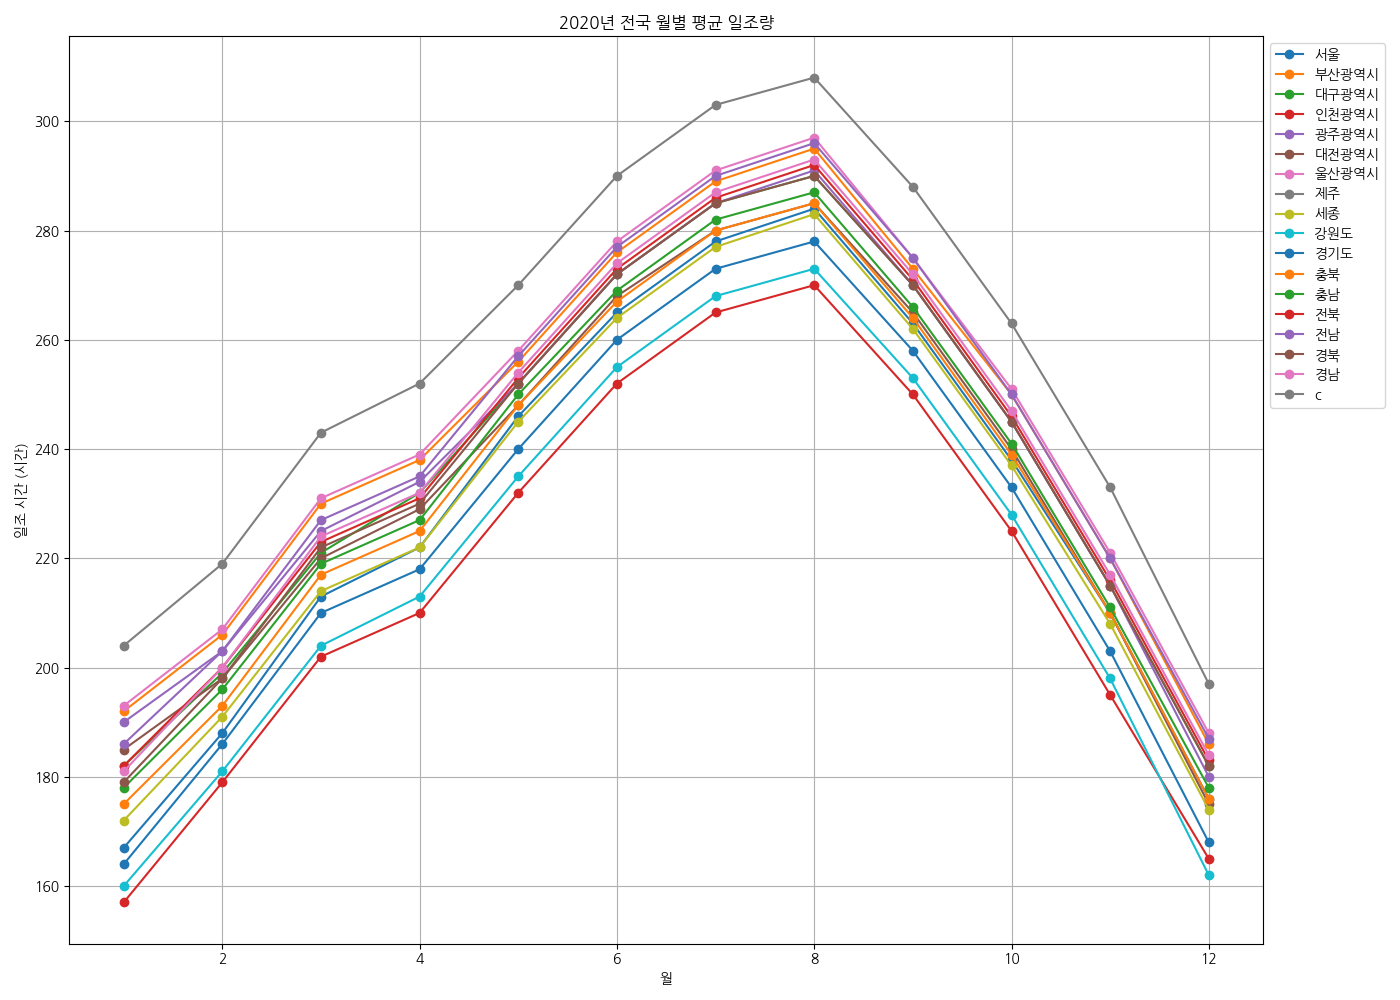 2020년 전국 월별 평균 일조량
일조 시간 (시간)
300
280
260
240
220
200
180
160
2 4 6 8 10 12
월
서울
부산광역시
대구광역시
인천광역시
광주광역시
대전광역시
울산광역시
제주
세종
강원도
경기도
충북
충남
전북
전남
경북
경남
c